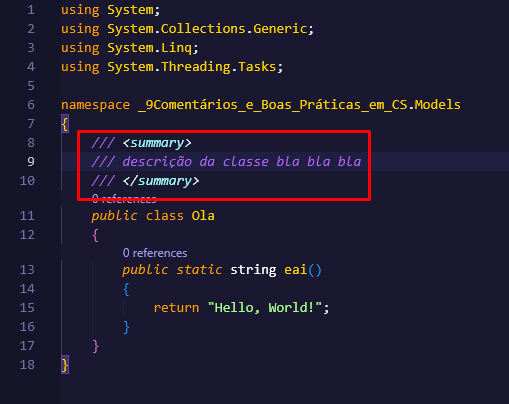 1 using System;
2 using System.Collections.Generic;
3 using System.Linq;
4 using System.Threading.Tasks;
5
6 namespace _9Comentários_e_Boas_Práticas_em_CS.Models
7 {
8 /// <summary>
9 /// descrição da classe bla bla bla
10 /// </summary>
0 references
11 public class Ola
12 {
0 references
13 public static string eai()
14 {
15 return "Hello, World!";
16 }
17 }
18 }